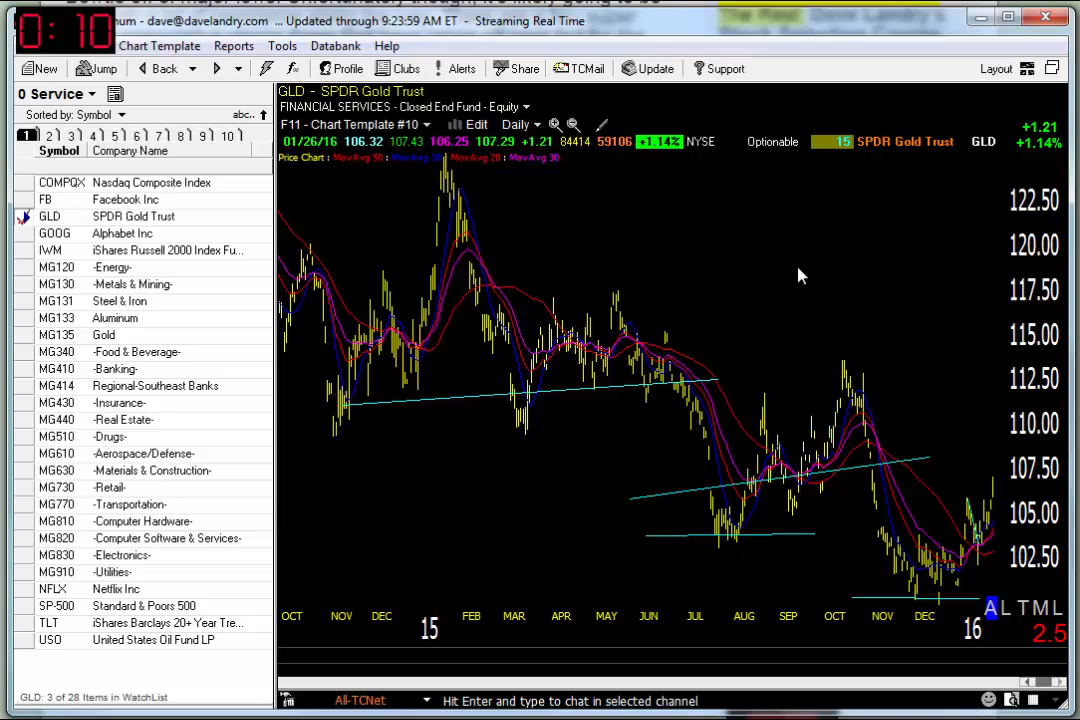 0:10
num - dave@davelandry.com ... Updated through 9:23:59 AM ET - Streaming Real Time
Chart Template Reports Tools Databank Help
New Jump Back Profile Clubs Alerts Share TCMail Update Support Layout
0 Service
Sorted by: Symbol abc..
1 2 3 4 5 6 7 8 9 10
Symbol Company Name
COMPQX Nasdaq Composite Index
FB Facebook Inc
GLD SPDR Gold Trust
GOOG Alphabet Inc
IWM iShares Russell 2000 Index Fu...
MG120 -Energy-
MG130 -Metals & Mining-
MG131 Steel & Iron
MG133 Aluminum
MG135 Gold
MG340 -Food & Beverage-
MG410 -Banking-
MG414 Regional-Southeast Banks
MG430 -Insurance-
MG440 -Real Estate-
MG510 -Drugs-
MG610 -Aerospace/Defense-
MG630 -Materials & Construction-
MG730 -Retail-
MG770 -Transportation-
MG810 -Computer Hardware-
MG820 -Computer Software & Services-
MG830 -Electronics-
MG910 -Utilities-
NFLX Netflix Inc
SP-500 Standard & Poors 500
TLT iShares Barclays 20+ Year Tre...
USO United States Oil Fund LP
GLD: 3 of 28 Items in WatchList
GLD - SPDR Gold Trust
FINANCIAL SERVICES - Closed End Fund - Equity
F11 - Chart Template #10 Edit Daily
+1.21
01/26/16 106.32 107.43 106.25 107.29 +1.21 84414 59106 +1.14% NYSE Optionable 15 SPDR Gold Trust GLD +1.14%
Price Chart: MovAvg 50 MovAvg 10 MovAvg 20 MovAvg 30
122.50
120.00
117.50
115.00
112.50
110.00
107.50
105.00
102.50
A L T M L
OCT NOV DEC 15 FEB MAR APR MAY JUN JUL AUG SEP OCT NOV DEC 16
2.5
All-TCNet Hit Enter and type to chat in selected channel